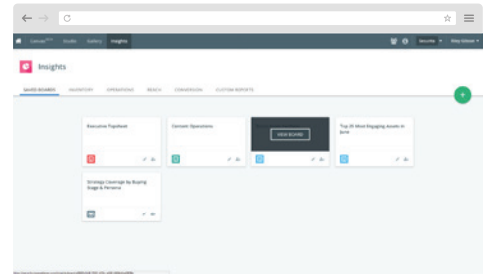 Studio Gallery Insights
Insights
SAVED BOARDS INVENTORY OPERATIONS REACH CONVERSION CUSTOM REPORTS
Executive Topsheet
Content Operations
VIEW BOARD
Top 25 Most Engaging Assets in
June
Strategy Coverage by Buying
Stage & Persona